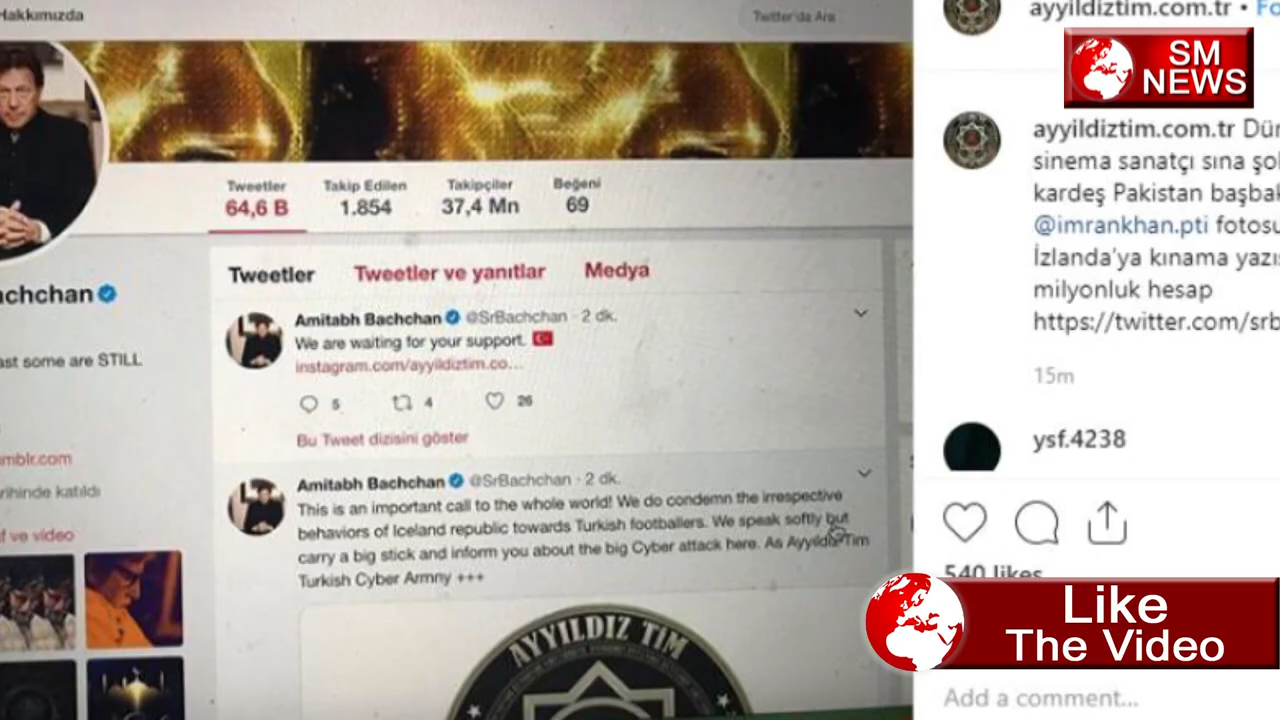 Hakkımızda
Twitter'da Ara
Tweetler
64,6 B
Takip Edilen
1.854
Takipçiler
37,4 Mn
Beğeni
69
achchan
ast some are STILL
mblr.com
rihinde katıldı
f ve video
Tweetler Tweetler ve yanıtlar Medya
Amitabh Bachchan @SrBachchan · 2 dk.
We are waiting for your support. 🇹🇷
instagram.com/ayyildiztim.co...
5 4 26
Bu Tweet dizisini göster
Amitabh Bachchan @SrBachchan · 2 dk.
This is an important call to the whole world! We do condemn the irrespective
behaviors of Iceland republic towards Turkish footballers. We speak softly but
carry a big stick and inform you about the big Cyber attack here. As Ayyıldız Tim
Turkish Cyber Armny +++
AYYILDIZ TIM
ayyildiztim.com.tr • Fo
SM
NEWS
ayyildiztim.com.tr Dün
sinema sanatçı sına şo
kardeş Pakistan başbak
@imrankhan.pti fotosu
İzlanda'ya kınama yazıs
milyonluk hesap
https://twitter.com/srb
15m
ysf.4238
540 likes
Like
The Video
Add a comment...